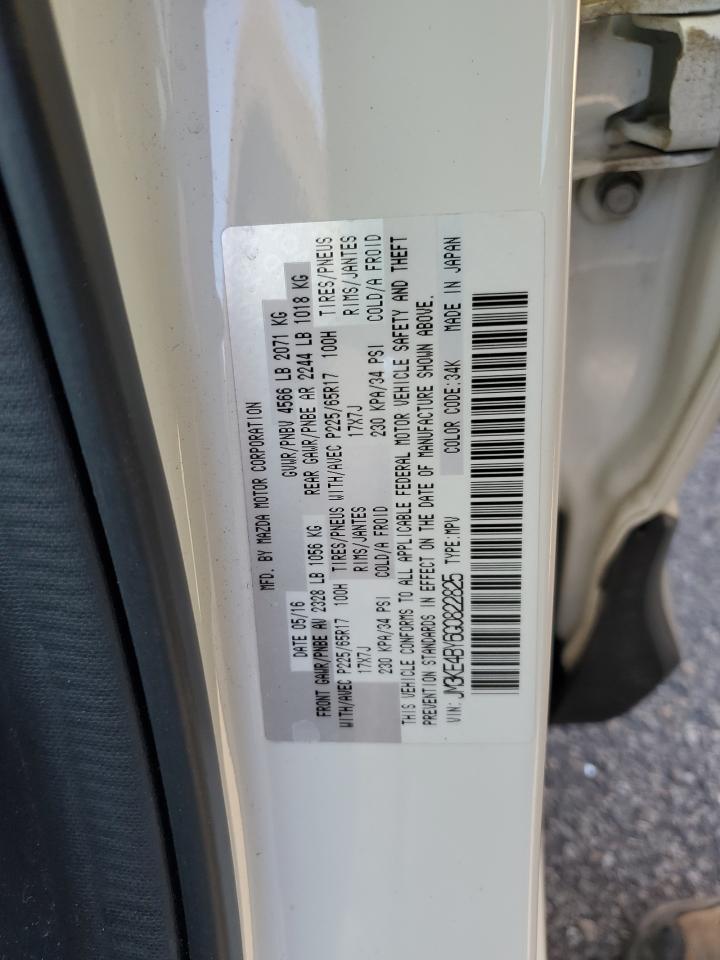 MFD. BY MAZDA MOTOR CORPORATION
DATE 05/16 GVWR/PNBV 4566 LB 2071 KG
FRONT GAWR/PNBE AV 2328 LB 1056 KG REAR GAWR/PNBE AR 2244 LB 1018 KG
WITH/AVEC P225/65R17 100H TIRES/PNEUS WITH/AVEC P225/65R17 100H TIRES/PNEUS
17X7J RIMS/JANTES 17X7J RIMS/JANTES
230 KPA/34 PSI COLD/A FROID 230 KPA/34 PSI COLD/A FROID
THIS VEHICLE CONFORMS TO ALL APPLICABLE FEDERAL MOTOR VEHICLE SAFETY AND THEFT
PREVENTION STANDARDS IN EFFECT ON THE DATE OF MANUFACTURE SHOWN ABOVE.
VIN: JM3KE4BV6G0822825 TYPE:MPV COLOR CODE:34K MADE IN JAPAN